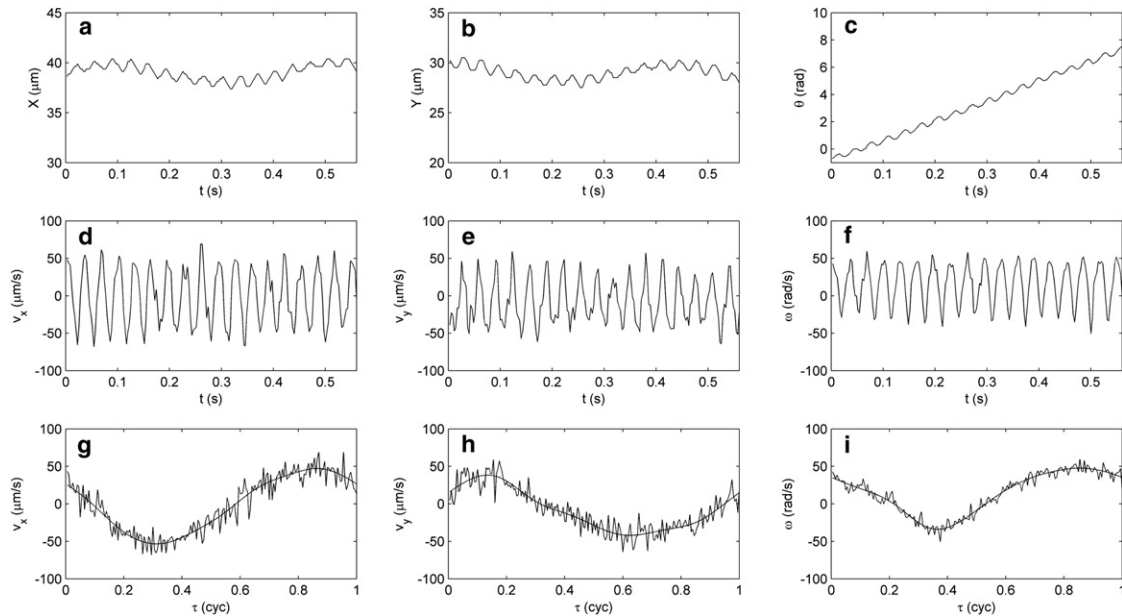 a
45
40
35
30
X (μm)
0 0.1 0.2 0.3 0.4 0.5
t (s)
b
35
30
25
20
Y (μm)
0 0.1 0.2 0.3 0.4 0.5
t (s)
c
10
8
6
4
2
0
θ (rad)
0 0.1 0.2 0.3 0.4 0.5
t (s)
d
100
50
0
-50
-100
v x (μm/s)
0 0.1 0.2 0.3 0.4 0.5
t (s)
e
100
50
0
-50
-100
v y (μm/s)
0 0.1 0.2 0.3 0.4 0.5
t (s)
f
100
50
0
-50
-100
ω (rad/s)
0 0.1 0.2 0.3 0.4 0.5
t (s)
g
100
50
0
-50
-100
v x (μm/s)
0 0.2 0.4 0.6 0.8 1
τ (cyc)
h
100
50
0
-50
-100
v y (μm/s)
0 0.2 0.4 0.6 0.8 1
τ (cyc)
i
100
50
0
-50
-100
ω (rad/s)
0 0.2 0.4 0.6 0.8 1
τ (cyc)